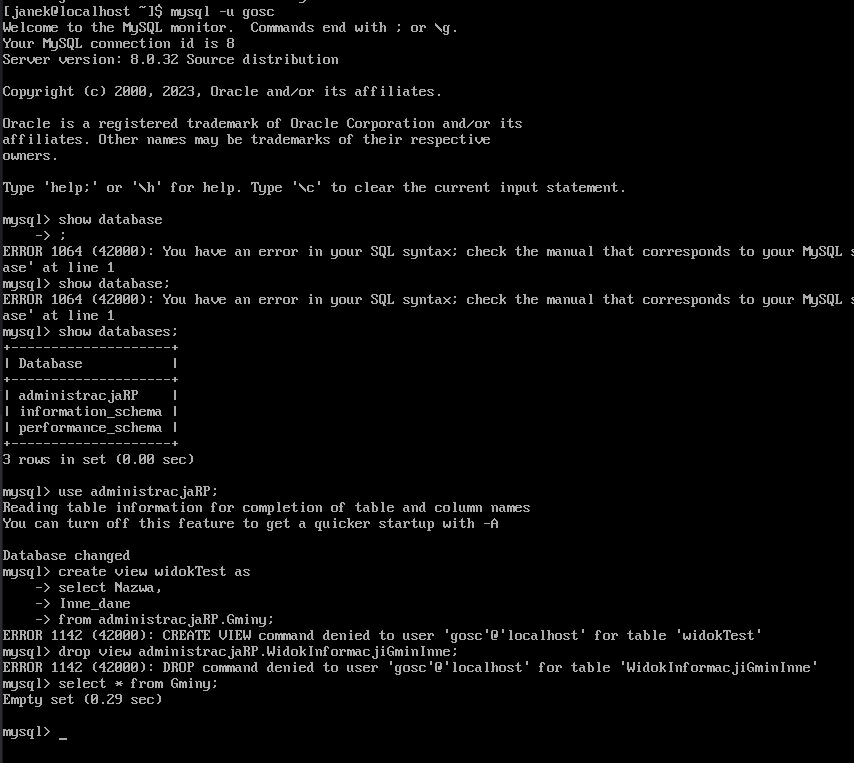 [janek@localhost ~]$ mysql -u gosc
Welcome to the MySQL monitor.  Commands end with ; or \g.
Your MySQL connection id is 8
Server version: 8.0.32 Source distribution

Copyright (c) 2000, 2023, Oracle and/or its affiliates.

Oracle is a registered trademark of Oracle Corporation and/or its
affiliates. Other names may be trademarks of their respective
owners.

Type 'help;' or '\h' for help. Type '\c' to clear the current input statement.

mysql> show database
    -> ;
ERROR 1064 (42000): You have an error in your SQL syntax; check the manual that corresponds to your MySQL s
ase' at line 1
mysql> show database;
ERROR 1064 (42000): You have an error in your SQL syntax; check the manual that corresponds to your MySQL s
ase' at line 1
mysql> show databases;
+--------------------+
| Database           |
+--------------------+
| administracjaRP    |
| information_schema |
| performance_schema |
+--------------------+
3 rows in set (0.00 sec)

mysql> use administracjaRP;
Reading table information for completion of table and column names
You can turn off this feature to get a quicker startup with -A

Database changed
mysql> create view widokTest as
    -> select Nazwa,
    -> Inne_dane
    -> from administracjaRP.Gminy;
ERROR 1142 (42000): CREATE VIEW command denied to user 'gosc'@'localhost' for table 'widokTest'
mysql> drop view administracjaRP.WidokInformacjiGminInne;
ERROR 1142 (42000): DROP command denied to user 'gosc'@'localhost' for table 'WidokInformacjiGminInne'
mysql> select * from Gminy;
Empty set (0.29 sec)

mysql> _